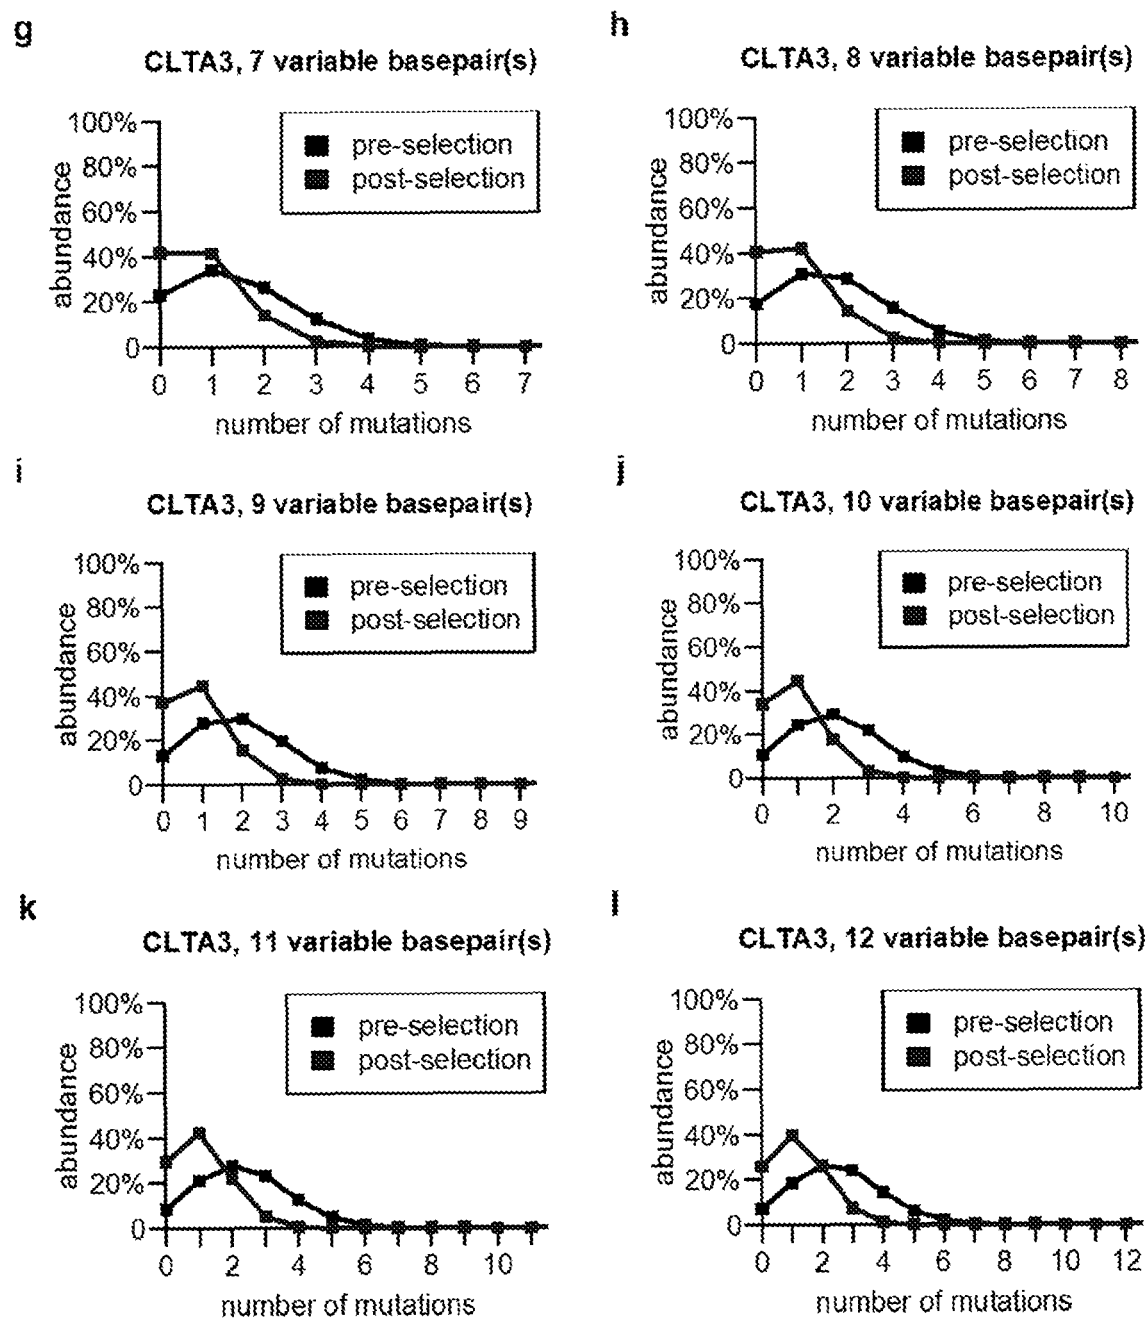 g
CLTA3, 7 variable basepair(s)
100%
80%
60%
40%
20%
0
abundance
pre-selection
post-selection
0 1 2 3 4 5 6 7
number of mutations
h
CLTA3, 8 variable basepair(s)
100%
80%
60%
40%
20%
0
abundance
pre-selection
post-selection
0 1 2 3 4 5 6 7 8
number of mutations
i
CLTA3, 9 variable basepair(s)
100%
80%
60%
40%
20%
0
abundance
pre-selection
post-selection
0 1 2 3 4 5 6 7 8 9
number of mutations
j
CLTA3, 10 variable basepair(s)
100%
80%
60%
40%
20%
0
abundance
pre-selection
post-selection
0 2 4 6 8 10
number of mutations
k
CLTA3, 11 variable basepair(s)
100%
80%
60%
40%
20%
0
abundance
pre-selection
post-selection
0 2 4 6 8 10
number of mutations
l
CLTA3, 12 variable basepair(s)
100%
80%
60%
40%
20%
0
abundance
pre-selection
post-selection
0 2 4 6 8 10 12
number of mutations